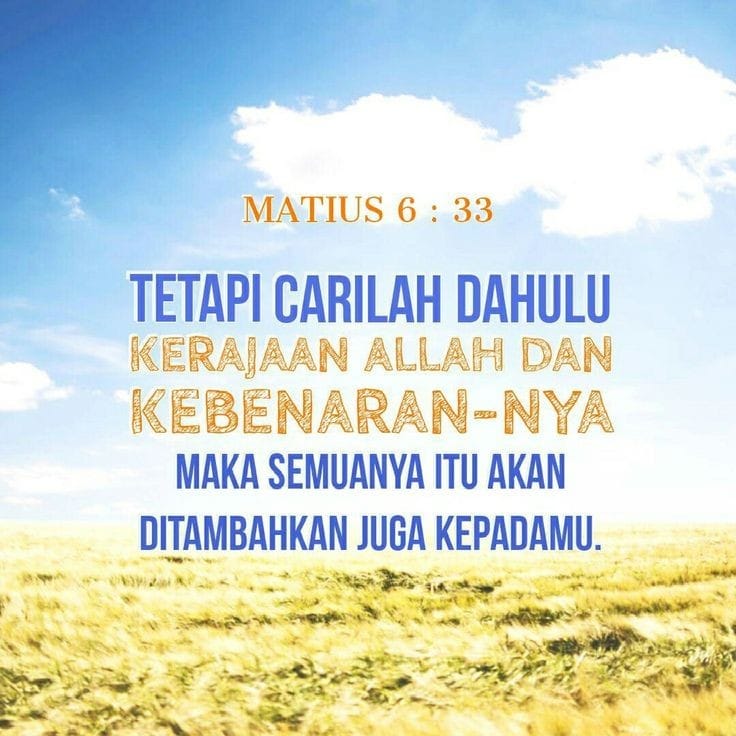 MATIUS 6 : 33
TETAPI CARILAH DAHULU
KERAJAAN ALLAH DAN
KEBENARAN-NYA
MAKA SEMUANYA ITU AKAN
DITAMBAHKAN JUGA KEPADAMU.